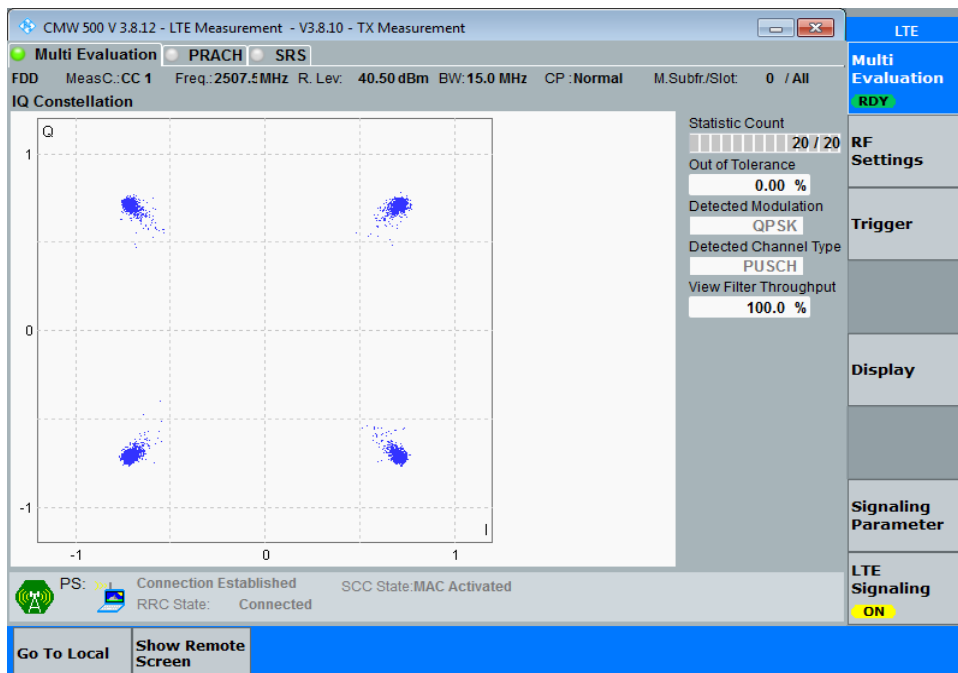 CMW 500 V 3.8.12 - LTE Measurement - V3.8.10 - TX Measurement
LTE
Multi Evaluation PRACH SRS
Multi Evaluation
RDY
FDD MeasC.:CC 1 Freq.:2507.5MHz R. Lev: 40.50 dBm BW:15.0 MHz CP :Normal M.Subfr./Slot: 0 / All
IQ Constellation
Q
1
0
-1
-1 0 1
I
Statistic Count
20 / 20
Out of Tolerance
0.00 %
Detected Modulation
QPSK
Detected Channel Type
PUSCH
View Filter Throughput
100.0 %
RF Settings
Trigger
Display
Signaling Parameter
LTE Signaling
ON
PS: Connection Established SCC State:MAC Activated
RRC State: Connected
Go To Local
Show Remote Screen